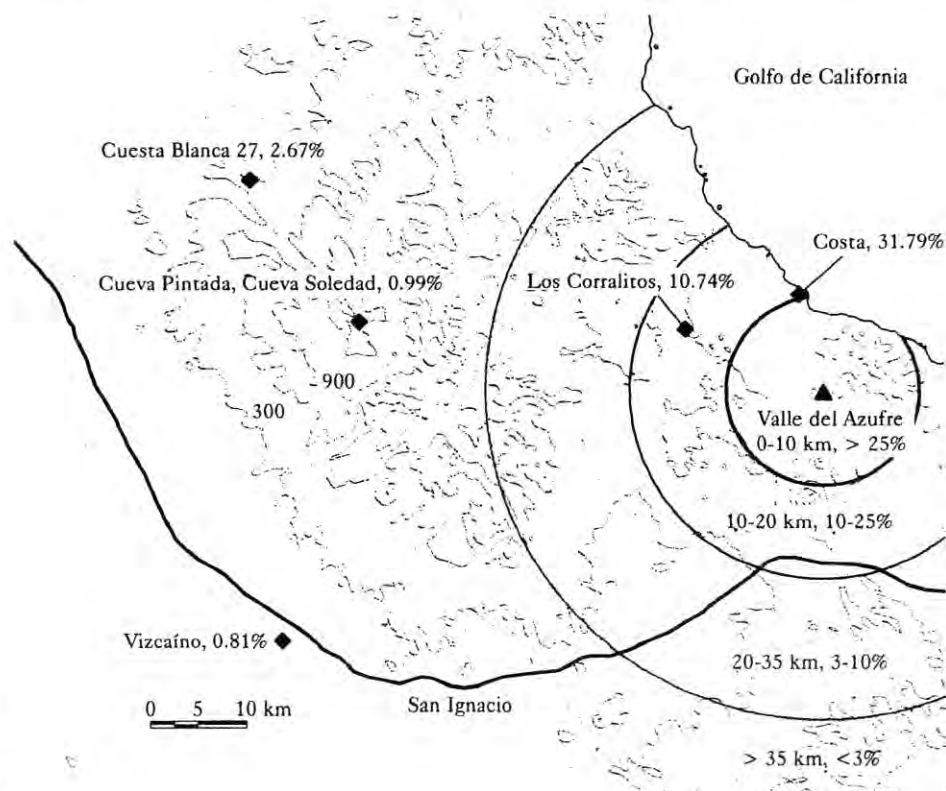 Golfo de California
Cuesta Blanca 27, 2.67%
Costa, 31.79%
Cueva Pintada, Cueva Soledad, 0.99%
Los Corralitos, 10.74%
900
300
Valle del Azufre
0-10 km, > 25%
10-20 km, 10-25%
Vizcaíno, 0.81%
20-35 km, 3-10%
San Ignacio
0 5 10 km
> 35 km, <3%